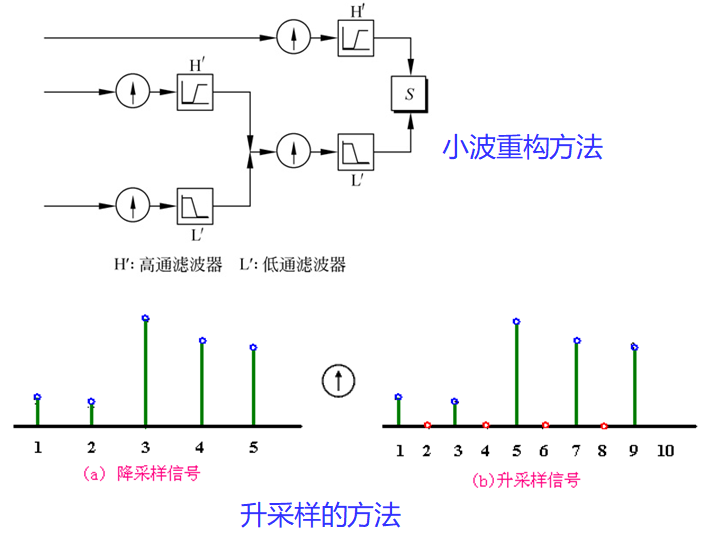 H′
H′
S
小波重构方法
L′
L′
H′: 高通滤波器 L′: 低通滤波器
1 2 3 4 5
1 2 3 4 5 6 7 8 9 10
(a) 降采样信号
(b)升采样信号
升采样的方法